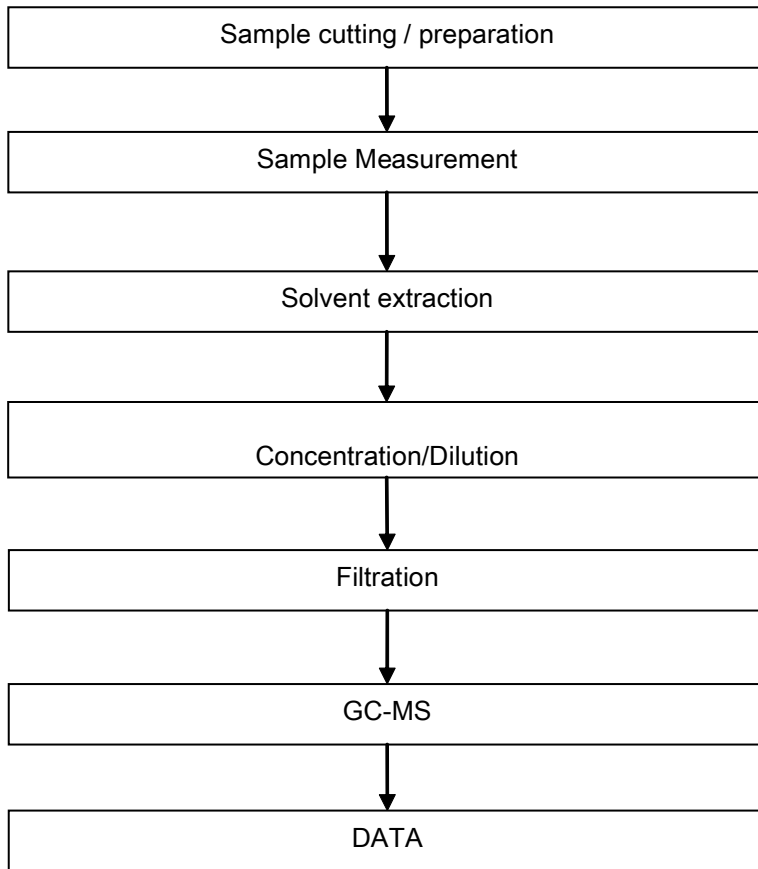 Sample cutting / preparation
Sample Measurement
Solvent extraction
Concentration/Dilution
Filtration
GC-MS
DATA